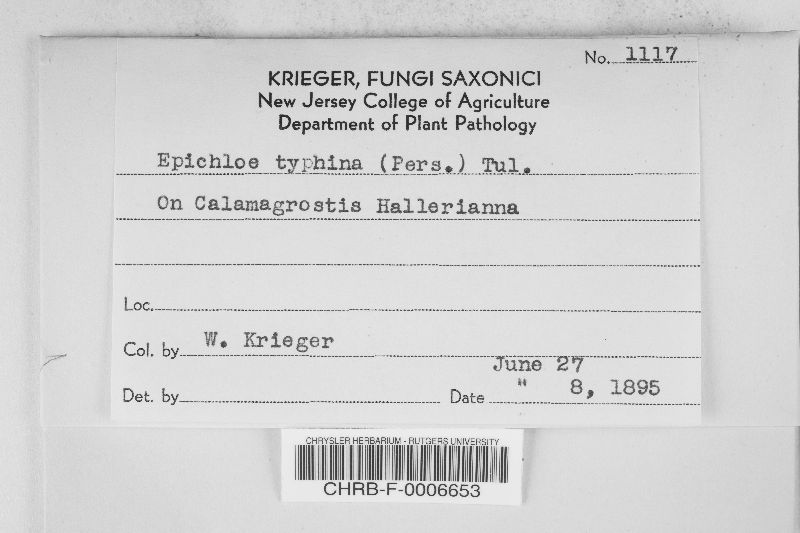 No. 1117
KRIEGER, FUNGI SAXONICI
New Jersey College of Agriculture
Department of Plant Pathology
Epichloe typhina (Pers.) Tul.
On Calamagrostis Hallerianna
Loc.
Col. by W. Krieger
June 27
Det. by Date " 8, 1895
CHRYSLER HERBARIUM - RUTGERS UNIVERSITY
CHRB-F-0006653